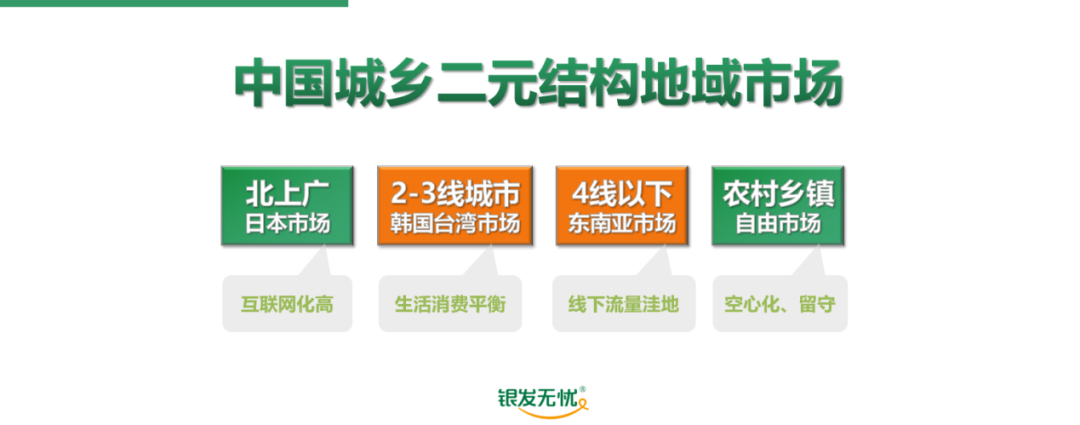 中国城乡二元结构地域市场
北上广
日本市场
2-3线城市
韩国台湾市场
4线以下
东南亚市场
农村乡镇
自由市场
互联网化高
生活消费平衡
线下流量洼地
空心化、留守
银发无忧®